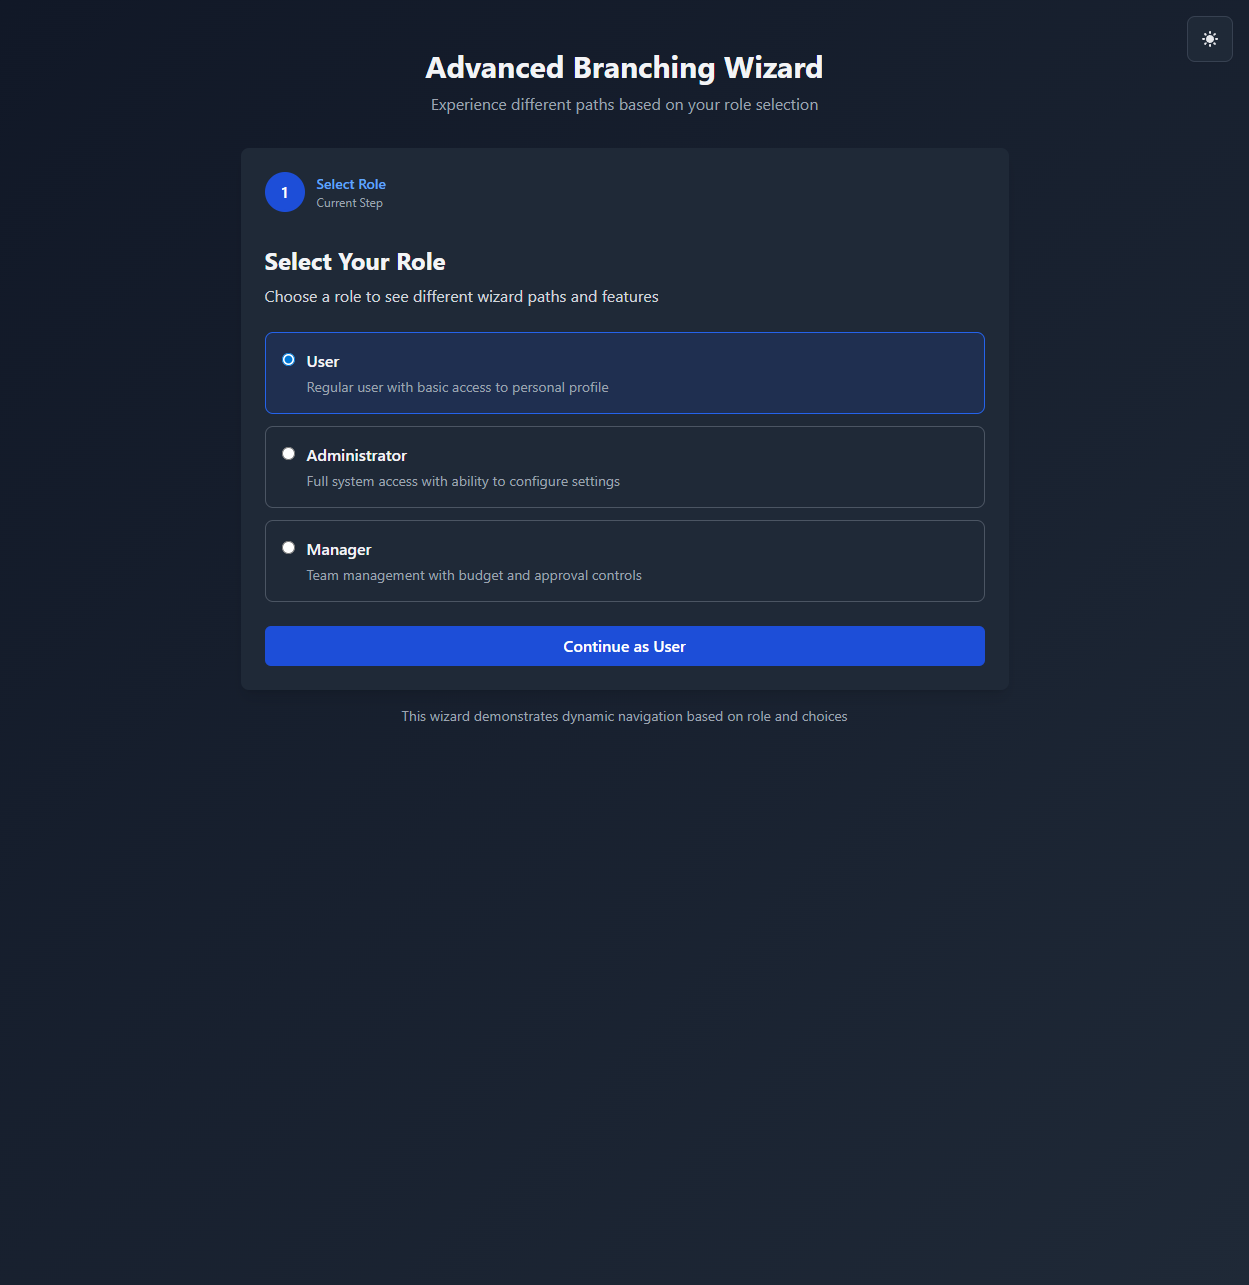 Advanced Branching Wizard
Experience different paths based on your role selection
1
Select Role
Current Step
Select Your Role
Choose a role to see different wizard paths and features
User
Regular user with basic access to personal profile
Administrator
Full system access with ability to configure settings
Manager
Team management with budget and approval controls
Continue as User
This wizard demonstrates dynamic navigation based on role and choices